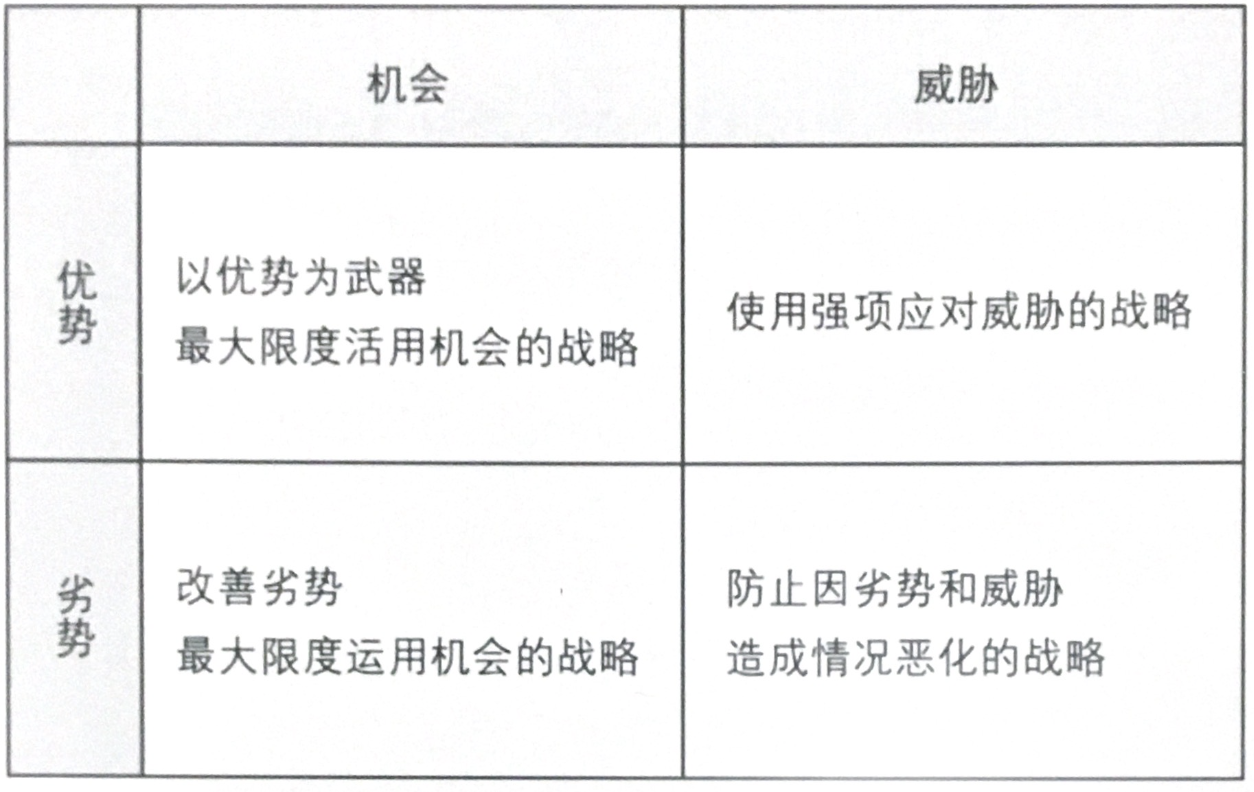 机会
威胁
优势
以优势为武器
最大限度活用机会的战略
使用强项应对威胁的战略
劣势
改善劣势
最大限度运用机会的战略
防止因劣势和威胁
造成情况恶化的战略